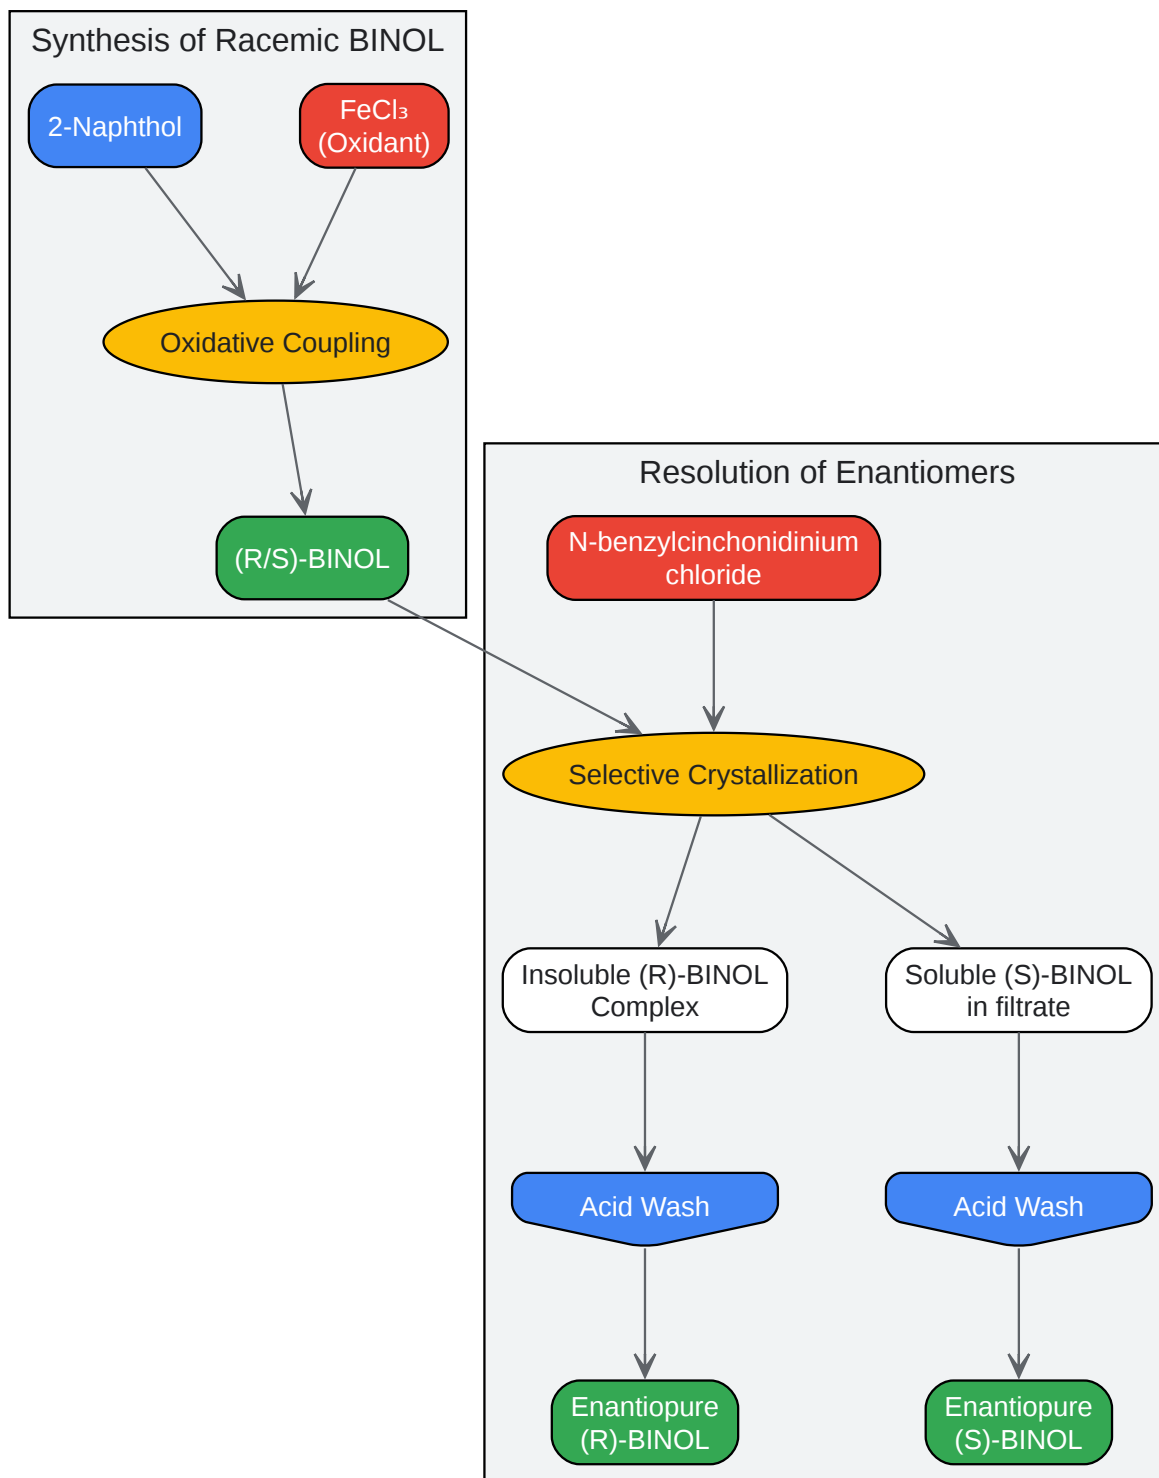 Synthesis of Racemic BINOL
2-Naphthol
FeCl₃
(Oxidant)
Oxidative Coupling
(R/S)-BINOL
Resolution of Enantiomers
N-benzylcinchonidinium
chloride
Selective Crystallization
Insoluble (R)-BINOL
Complex
Soluble (S)-BINOL
in filtrate
Acid Wash
Acid Wash
Enantiopure
(R)-BINOL
Enantiopure
(S)-BINOL